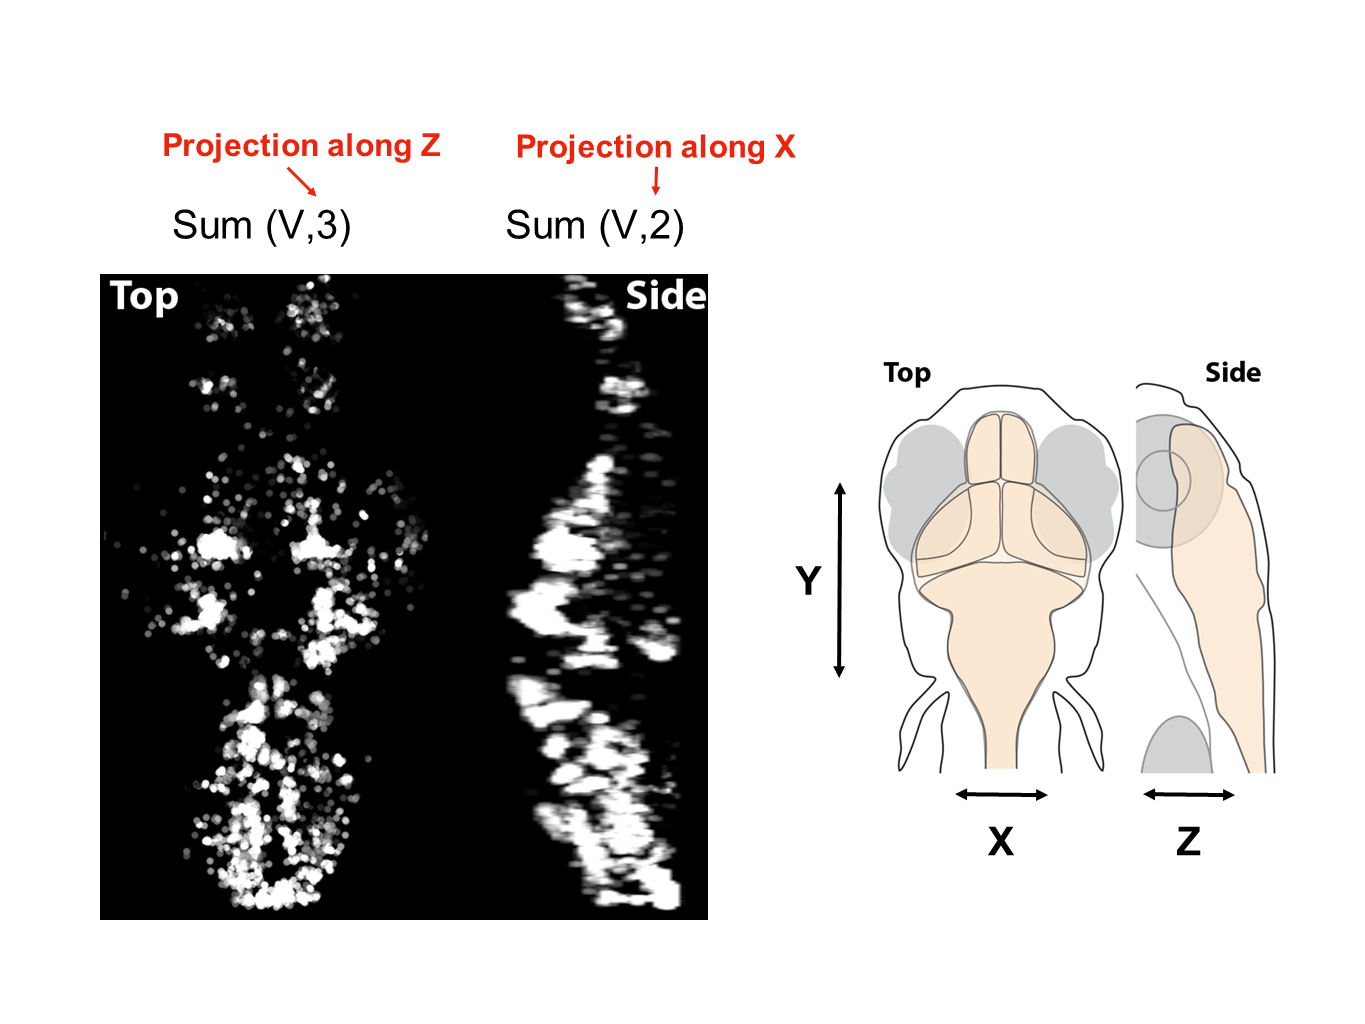 Projection along Z
Projection along X
Sum (V,3)
Sum (V,2)
Top
Side
Top
Side
Y
X
Z